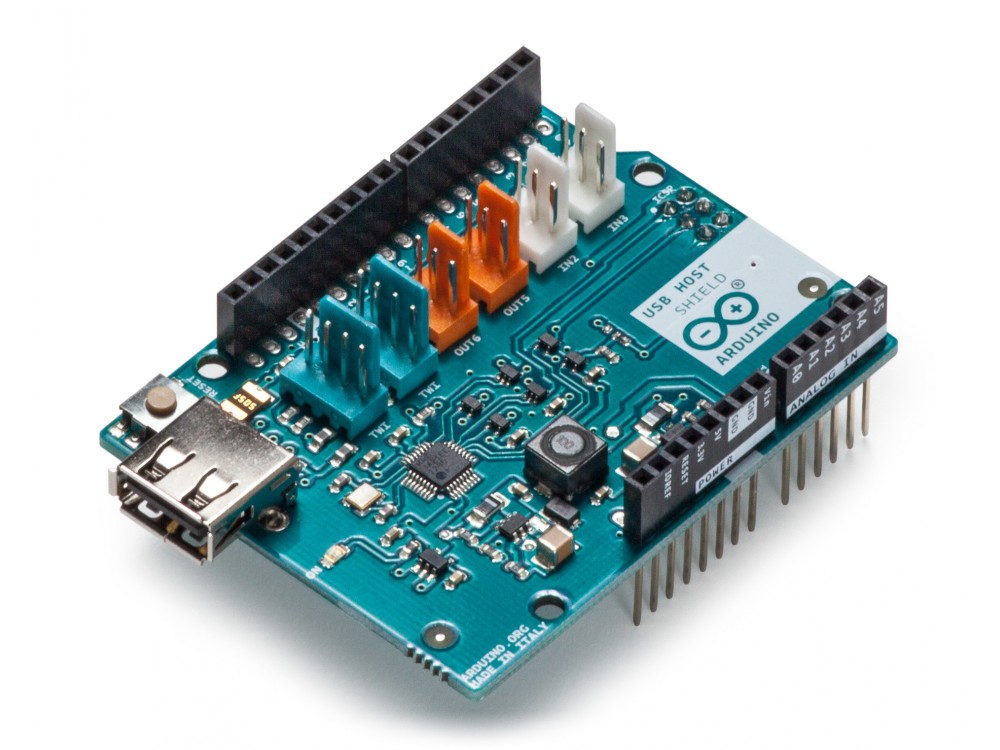 ICSP
IN3
IN2
OUT5
OUT6
TWI
TWI
RESET
USB HOST
SHIELD
®
ARDUINO
A5
A4
A3
A2
A1
A0
ANALOG IN
Vin
GND
GND
5V
3.3V
RESET
IOREF
POWER
100
ON
ARDUINO.ORG
MADE IN ITALY